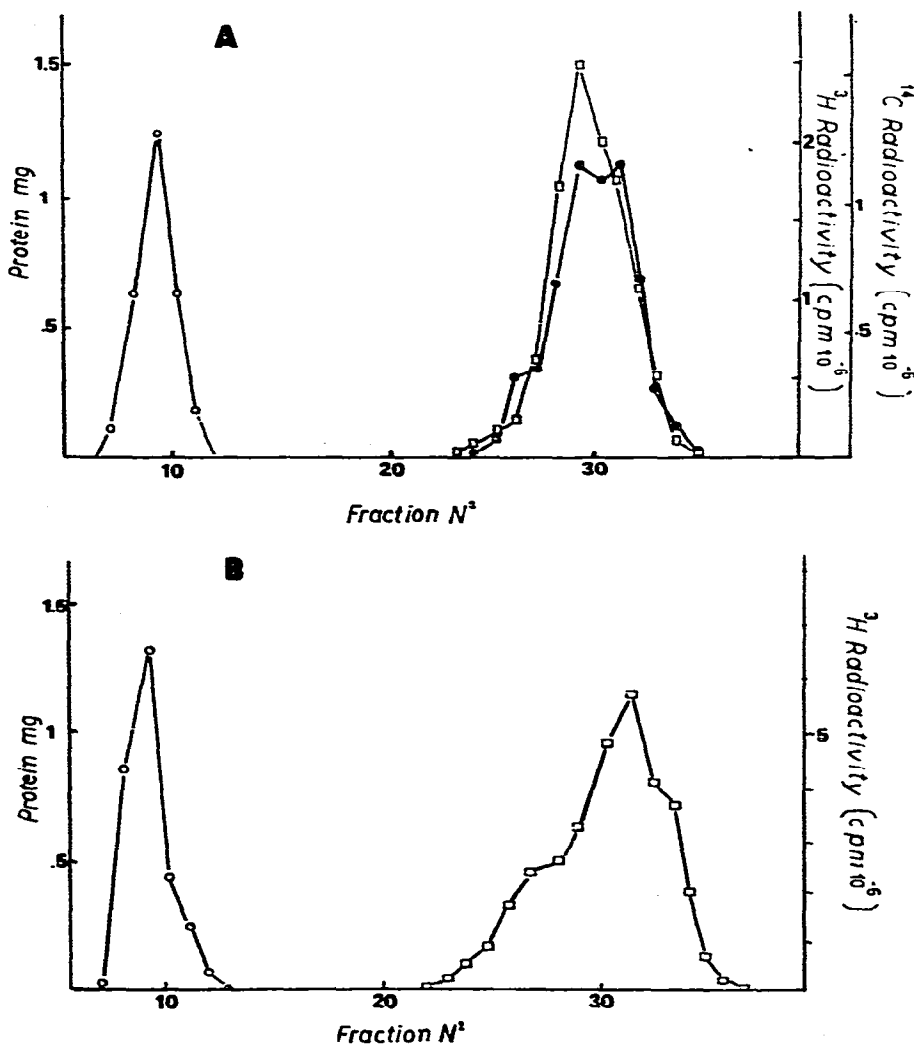 A
1.5
1
.5
Protein mg
10
20
30
Fraction Nº
2
1
³H Radioactivity (cpm 10⁻⁶)
1
.5
¹⁴C Radioactivity (cpm 10⁻⁶)
B
1.5
1
.5
Protein mg
10
20
30
Fraction Nº
5
³H Radioactivity (cpm 10⁻⁶)